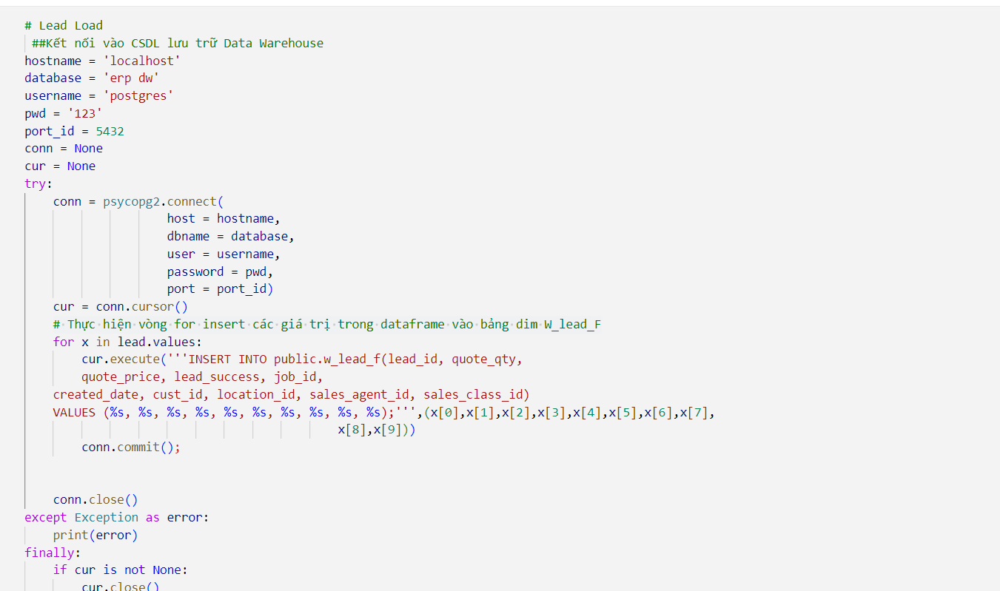 # Lead Load
##Kết nối vào CSDL lưu trữ Data Warehouse
hostname = 'localhost'
database = 'erp dw'
username = 'postgres'
pwd = '123'
port_id = 5432
conn = None
cur = None
try:
    conn = psycopg2.connect(
                    host = hostname,
                    dbname = database,
                    user = username,
                    password = pwd,
                    port = port_id)
    cur = conn.cursor()
    # Thực hiện vòng for insert các giá trị trong dataframe vào bảng dim W_lead_F
    for x in lead.values:
        cur.execute('''INSERT INTO public.w_lead_f(lead_id, quote_qty,
        quote_price, lead_success, job_id,
    created_date, cust_id, location_id, sales_agent_id, sales_class_id)
    VALUES (%s, %s, %s, %s, %s, %s, %s, %s, %s, %s);''',(x[0],x[1],x[2],x[3],x[4],x[5],x[6],x[7],
                                            x[8],x[9]))
        conn.commit();
    conn.close()
except Exception as error:
    print(error)
finally:
    if cur is not None:
        cur.close()